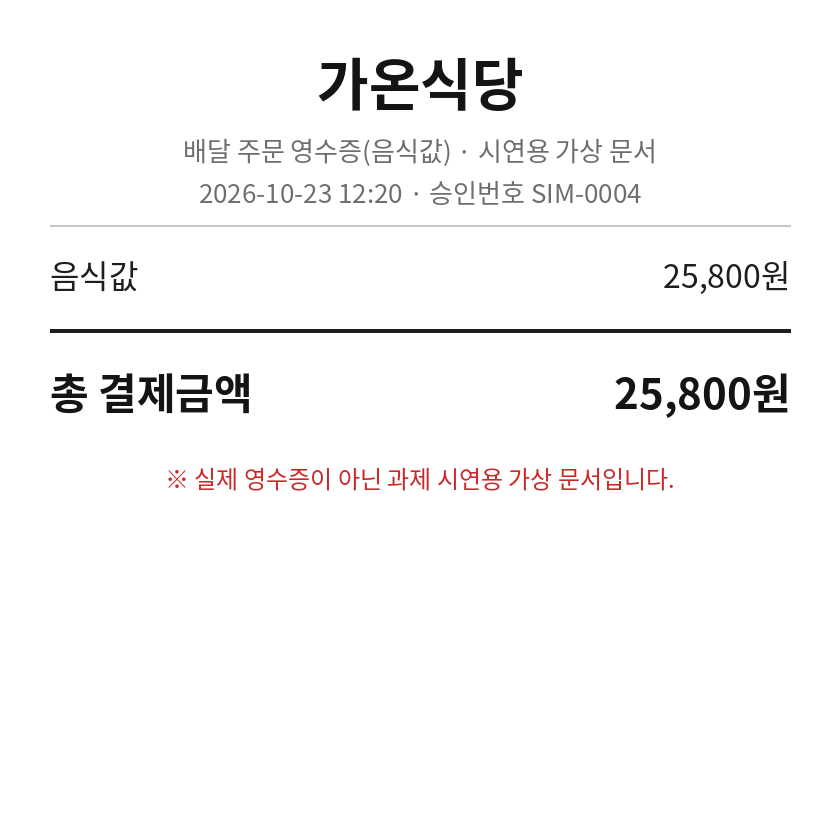 가온식당
배달 주문 영수증(음식값) · 시연용 가상 문서
2026-10-23 12:20 · 승인번호 SIM-0004
음식값 25,800원
총 결제금액 25,800원
※ 실제 영수증이 아닌 과제 시연용 가상 문서입니다.